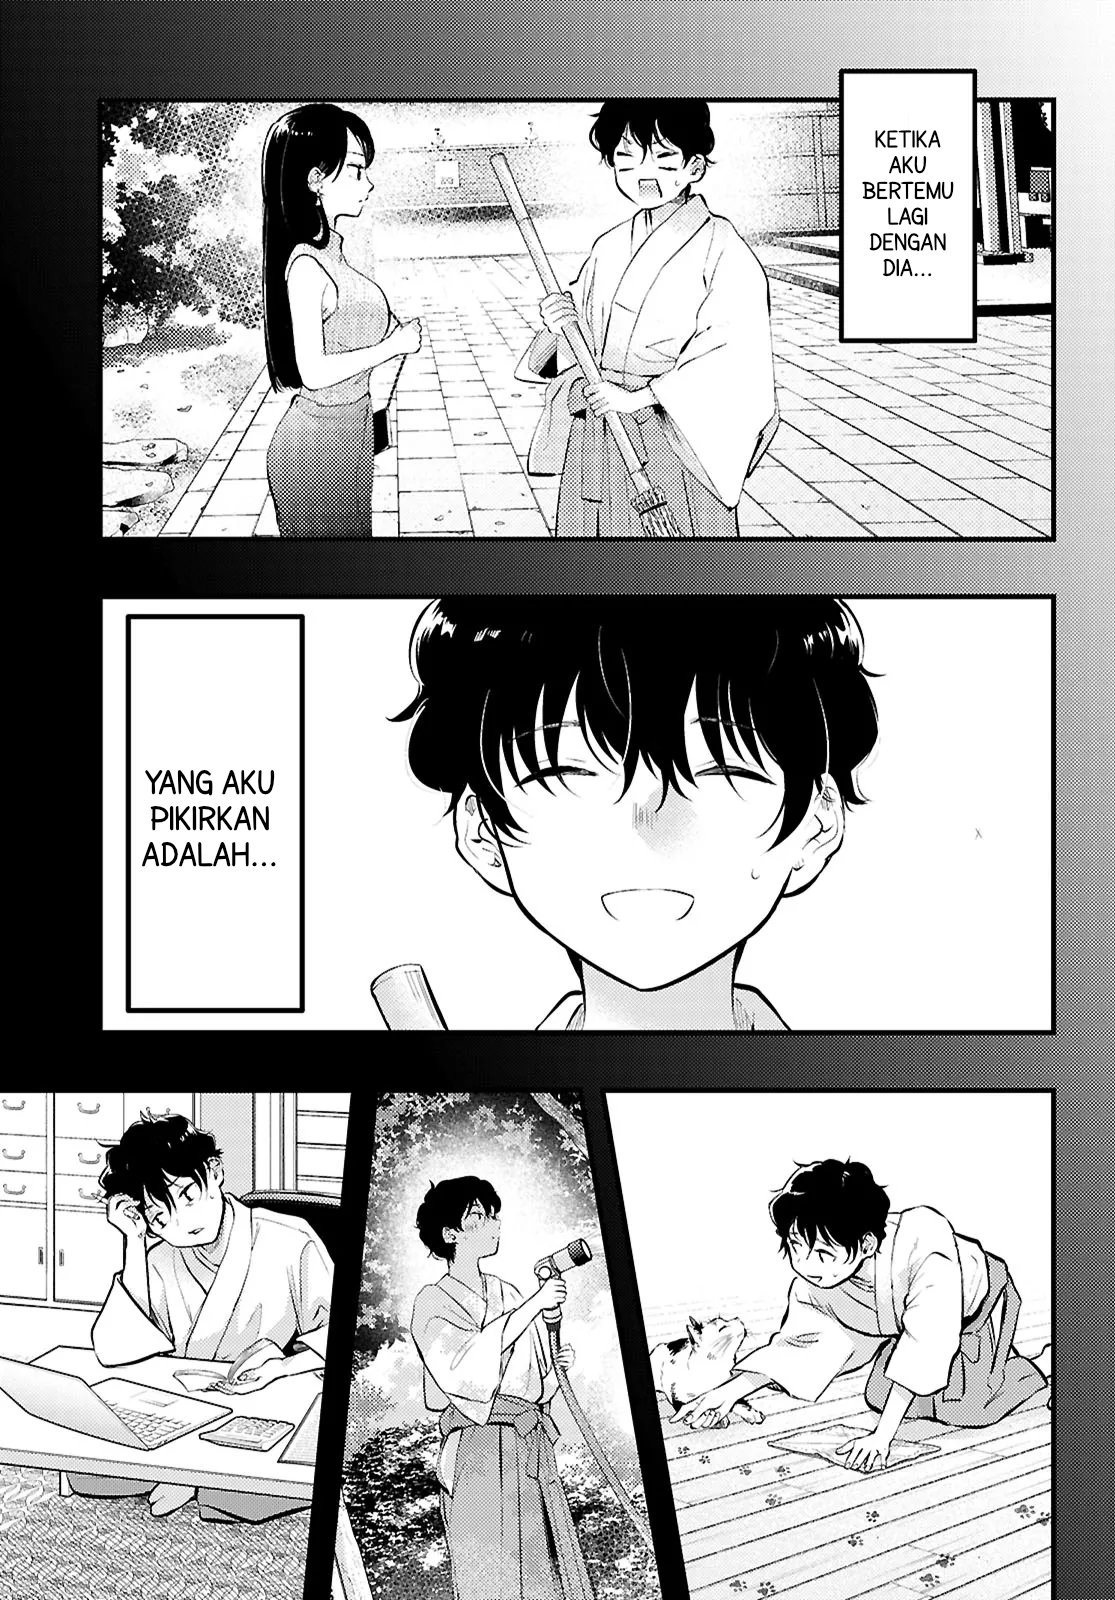 KETIKA
AKU
BERTEMU
LAGI
DENGAN
DIA...
YANG AKU
PIKIRKAN
ADALAH...